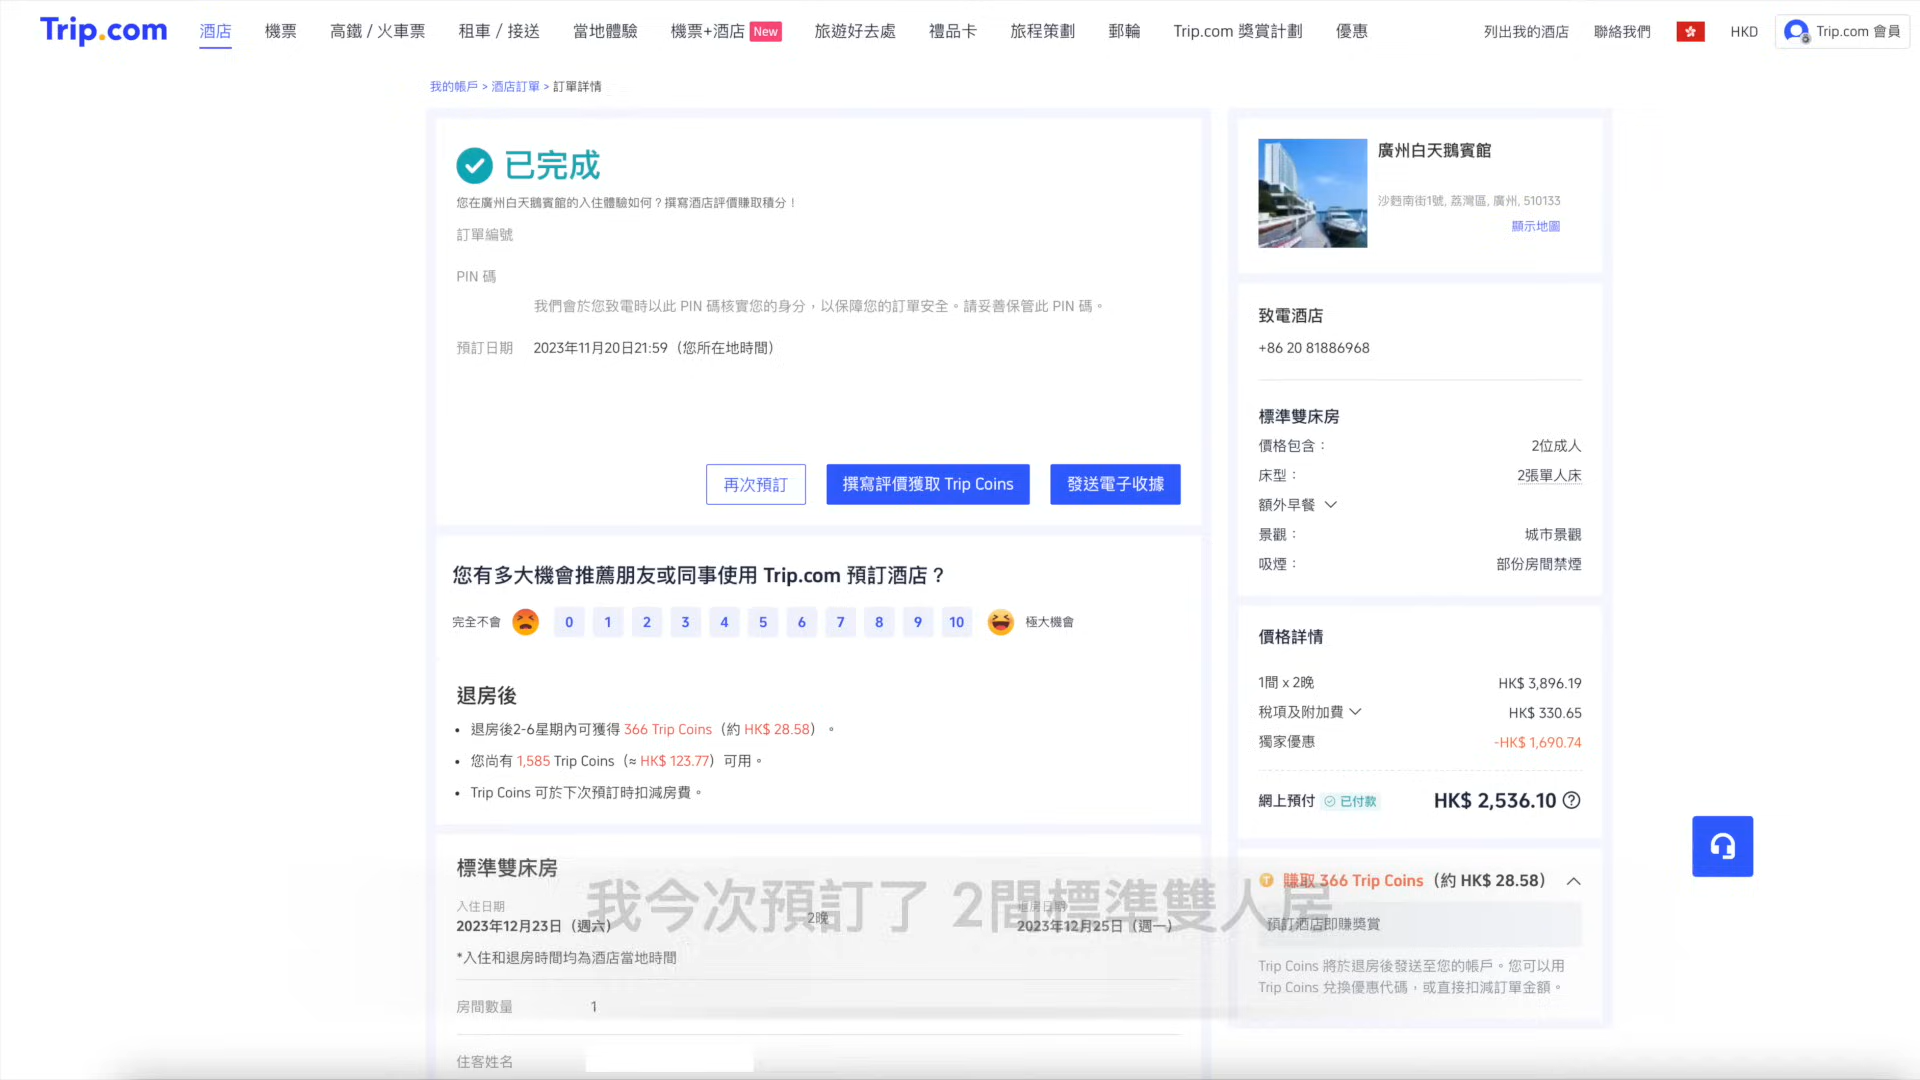 Trip.com 酒店 機票 高鐵 / 火車票 租車 / 接送 當地體驗 機票+酒店 New 旅遊好去處 禮品卡 旅程策劃 郵輪 Trip.com 獎賞計劃 優惠 列出我的酒店 聯絡我們 HKD Trip.com 會員
我的帳戶 > 酒店訂單 > 訂單詳情
已完成
您在廣州白天鵝賓館的入住體驗如何？撰寫酒店評價賺取積分！
訂單編號
PIN 碼
我們會於您致電時以此 PIN 碼核實您的身分，以保障您的訂單安全。請妥善保管此 PIN 碼。
預訂日期 2023年11月20日21:59（您所在地時間）
再次預訂 撰寫評價獲取 Trip Coins 發送電子收據
您有多大機會推薦朋友或同事使用 Trip.com 預訂酒店？
完全不會 0 1 2 3 4 5 6 7 8 9 10 極大機會
退房後
• 退房後2-6星期內可獲得 366 Trip Coins（約 HK$ 28.58）。
• 您尚有 1,585 Trip Coins（≈ HK$ 123.77）可用。
• Trip Coins 可於下次預訂時扣減房費。
標準雙床房
入住日期 退房日期
2023年12月23日（週六） 2晚 2023年12月25日（週一）
*入住和退房時間均為酒店當地時間
房間數量 1
住客姓名
廣州白天鵝賓館
沙面南街1號, 荔灣區, 廣州, 510133
顯示地圖
致電酒店
+86 20 81886968
標準雙床房
價格包含： 2位成人
床型： 2張單人床
額外早餐
景觀： 城市景觀
吸煙： 部份房間禁煙
價格詳情
1間 x 2晚 HK$ 3,896.19
稅項及附加費 HK$ 330.65
獨家優惠 -HK$ 1,690.74
網上預付 已付款 HK$ 2,536.10
賺取 366 Trip Coins（約 HK$ 28.58）
預訂酒店即賺獎賞
Trip Coins 將於退房後發送至您的帳戶。您可以用
Trip Coins 兌換優惠代碼，或直接扣減訂單金額。
我今次預訂了 2間標準雙人房